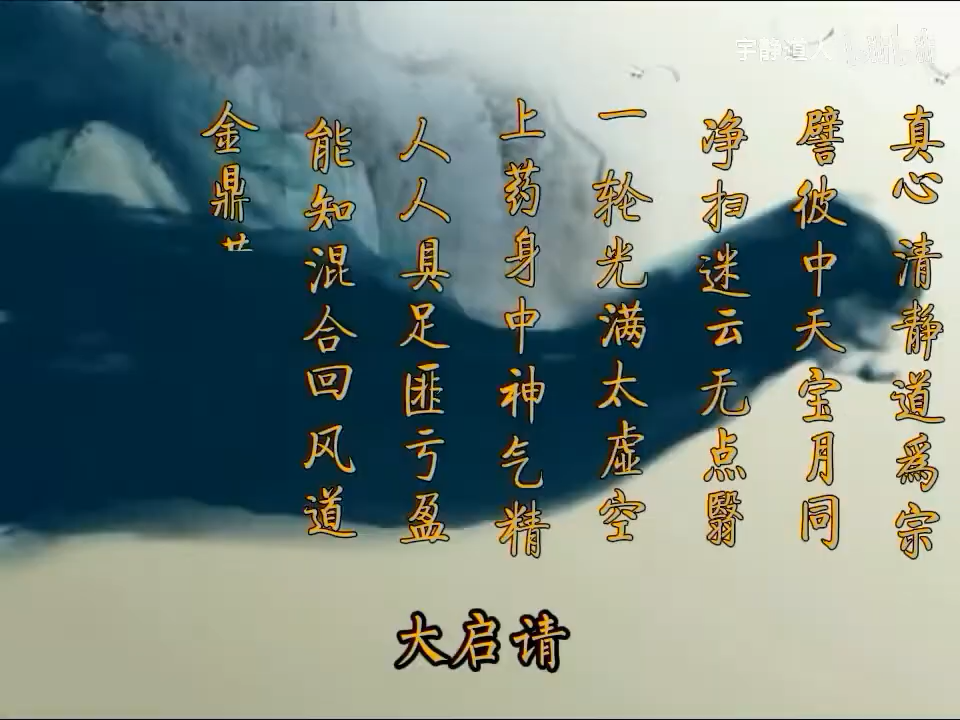 真心清静道爲宗
譬彼中天宝月同
净扫迷云无点翳
一轮光满太虚空
上药身中神气精
人人具足匪亏盈
能知混合回风道
金鼎
大启请
宇静道人